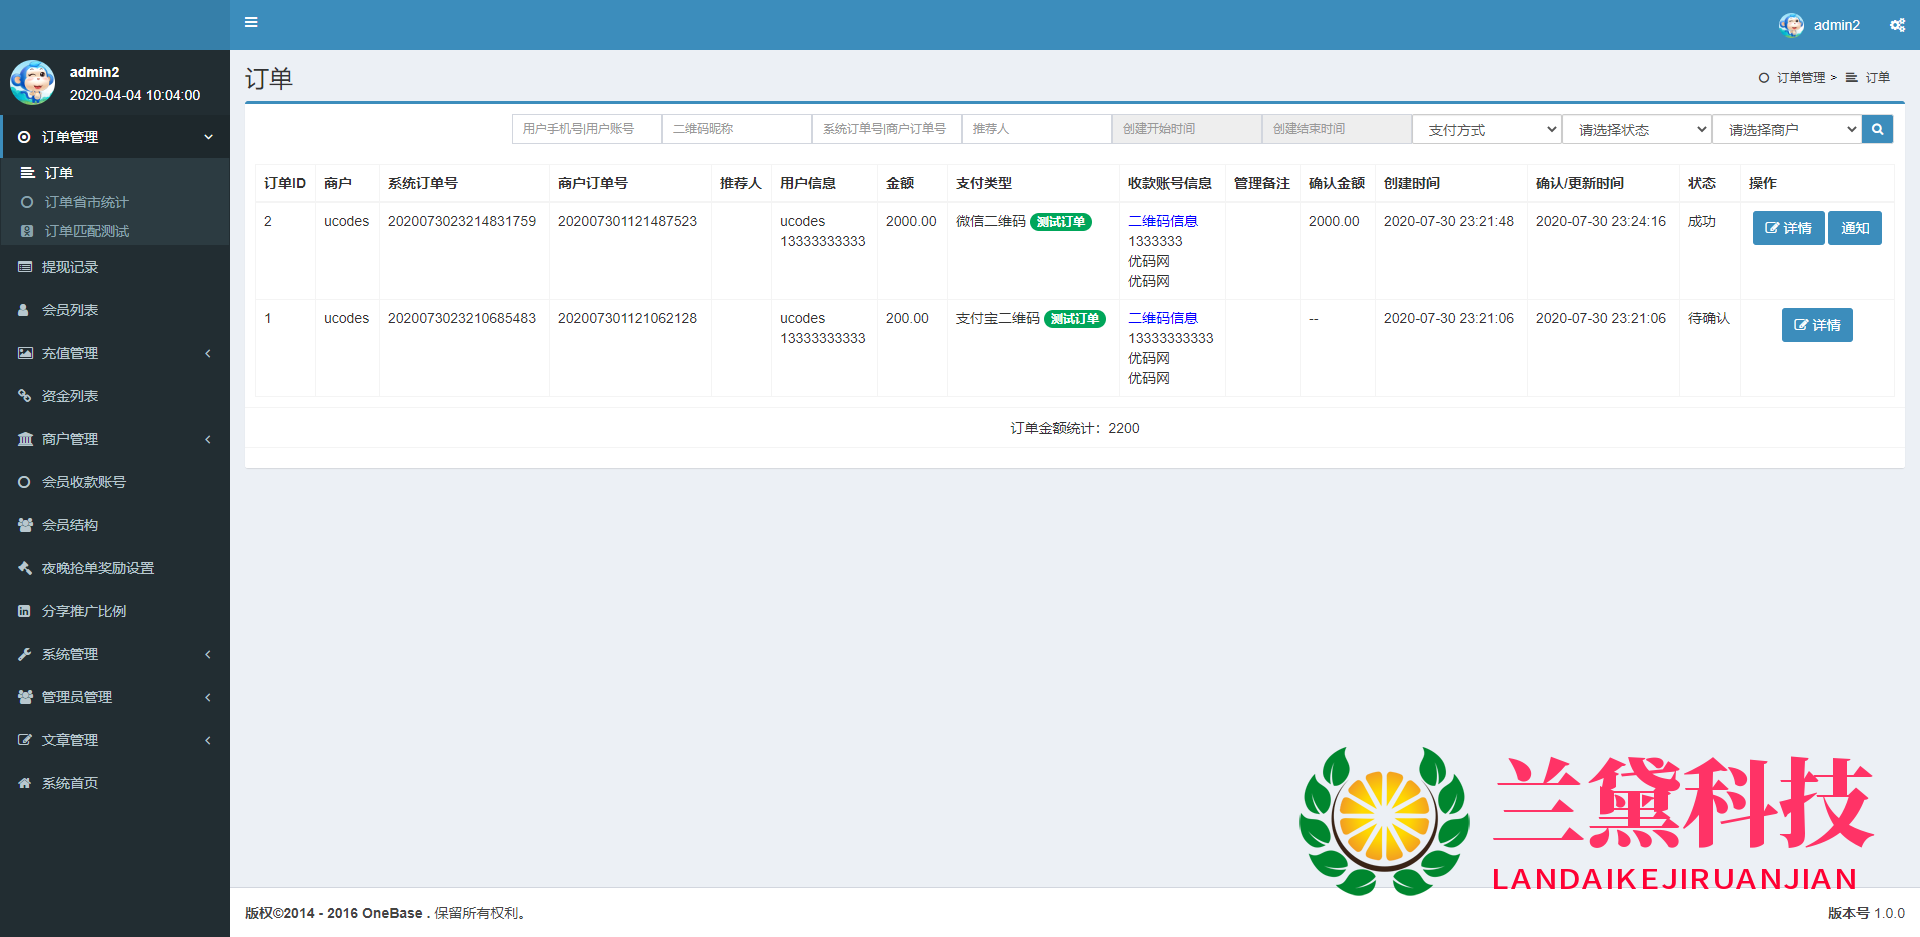 admin2
admin2
2020-04-04 10:04:00
订单管理
订单
订单省市统计
订单匹配测试
提现记录
会员列表
充值管理
资金列表
商户管理
会员收款账号
会员结构
夜晚抢单奖励设置
分享推广比例
系统管理
管理员管理
文章管理
系统首页
订单
订单管理 > 订单
用户手机号|用户账号 二维码昵称 系统订单号|商户订单号 推荐人 创建开始时间 创建结束时间 支付方式 请选择状态 请选择商户
订单ID 商户 系统订单号 商户订单号 推荐人 用户信息 金额 支付类型 收款账号信息 管理备注 确认金额 创建时间 确认/更新时间 状态 操作
2 ucodes 2020073023214831759 202007301121487523 ucodes 2000.00 微信二维码 测试订单 二维码信息 2000.00 2020-07-30 23:21:48 2020-07-30 23:24:16 成功 详情 通知
13333333333 1333333
优码网
优码网
1 ucodes 2020073023210685483 202007301121062128 ucodes 200.00 支付宝二维码 测试订单 二维码信息 -- 2020-07-30 23:21:06 2020-07-30 23:21:06 待确认 详情
13333333333 13333333333
优码网
优码网
订单金额统计：2200
兰黛科技
LANDAIKEJIRUANJIAN
版权©2014 - 2016 OneBase . 保留所有权利。
版本号 1.0.0